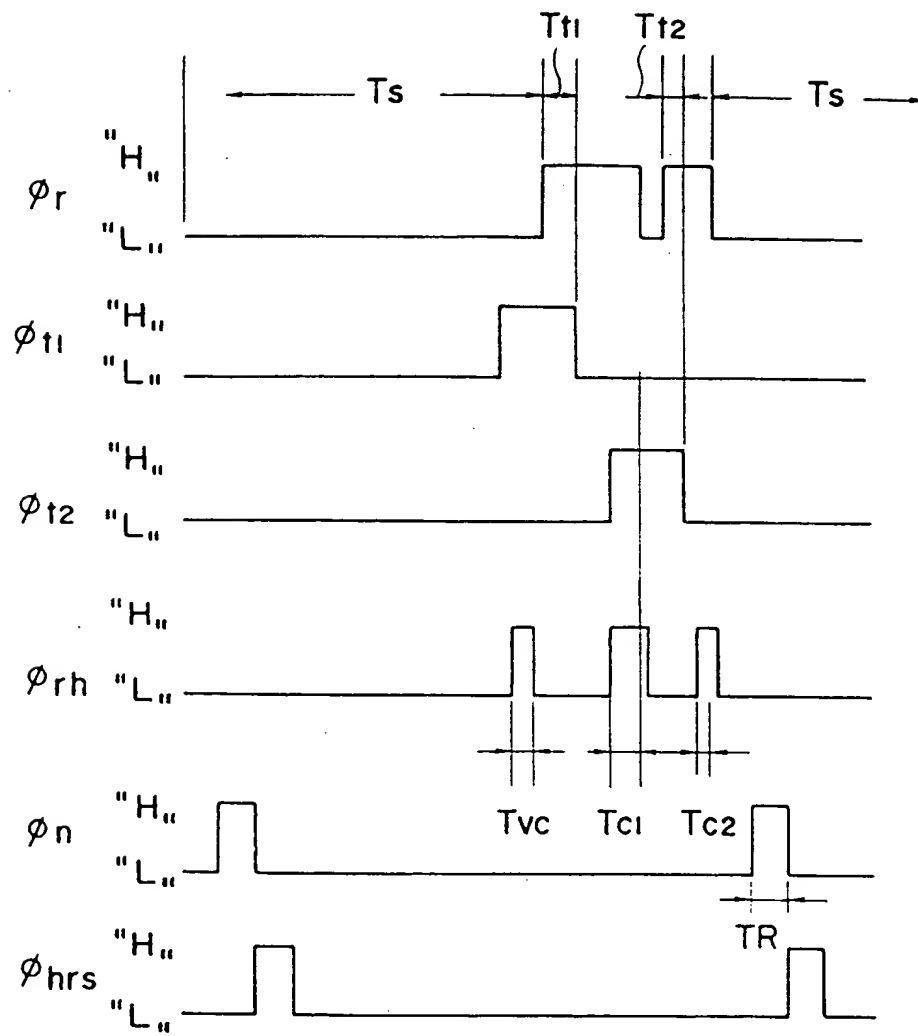 Tt1 Tt2
Ts Ts
"H"
φr
"L"
"H"
φt1
"L"
"H"
φt2
"L"
"H"
φrh "L"
Tvc Tc1 Tc2
"H"
φn
"L"
TR
"H"
φhrs
"L"